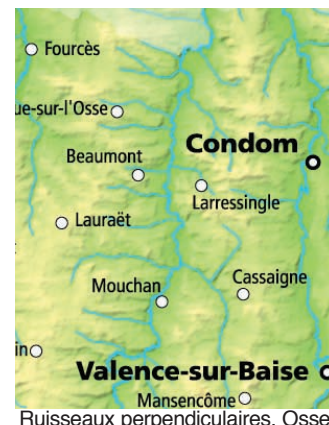 Fourcès
ue-sur-l'Osse
Condom
Beaumont
Larressingle
Lauraët
Cassaigne
Mouchan
in
Valence-sur-Baise
Mansencôme
Ruisseaux perpendiculaires, Osse